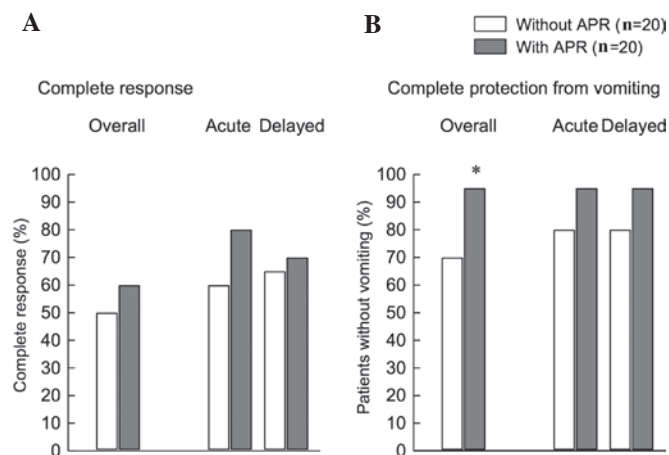 A
B
Without APR (n=20)
With APR (n=20)
Complete response
Overall
Acute
Delayed
Complete response (%)
100
90
80
70
60
50
40
30
20
10
0
Complete protection from vomiting
Overall
Acute
Delayed
Patients without vomiting (%)
100
90
80
70
60
50
40
30
20
10
0
*